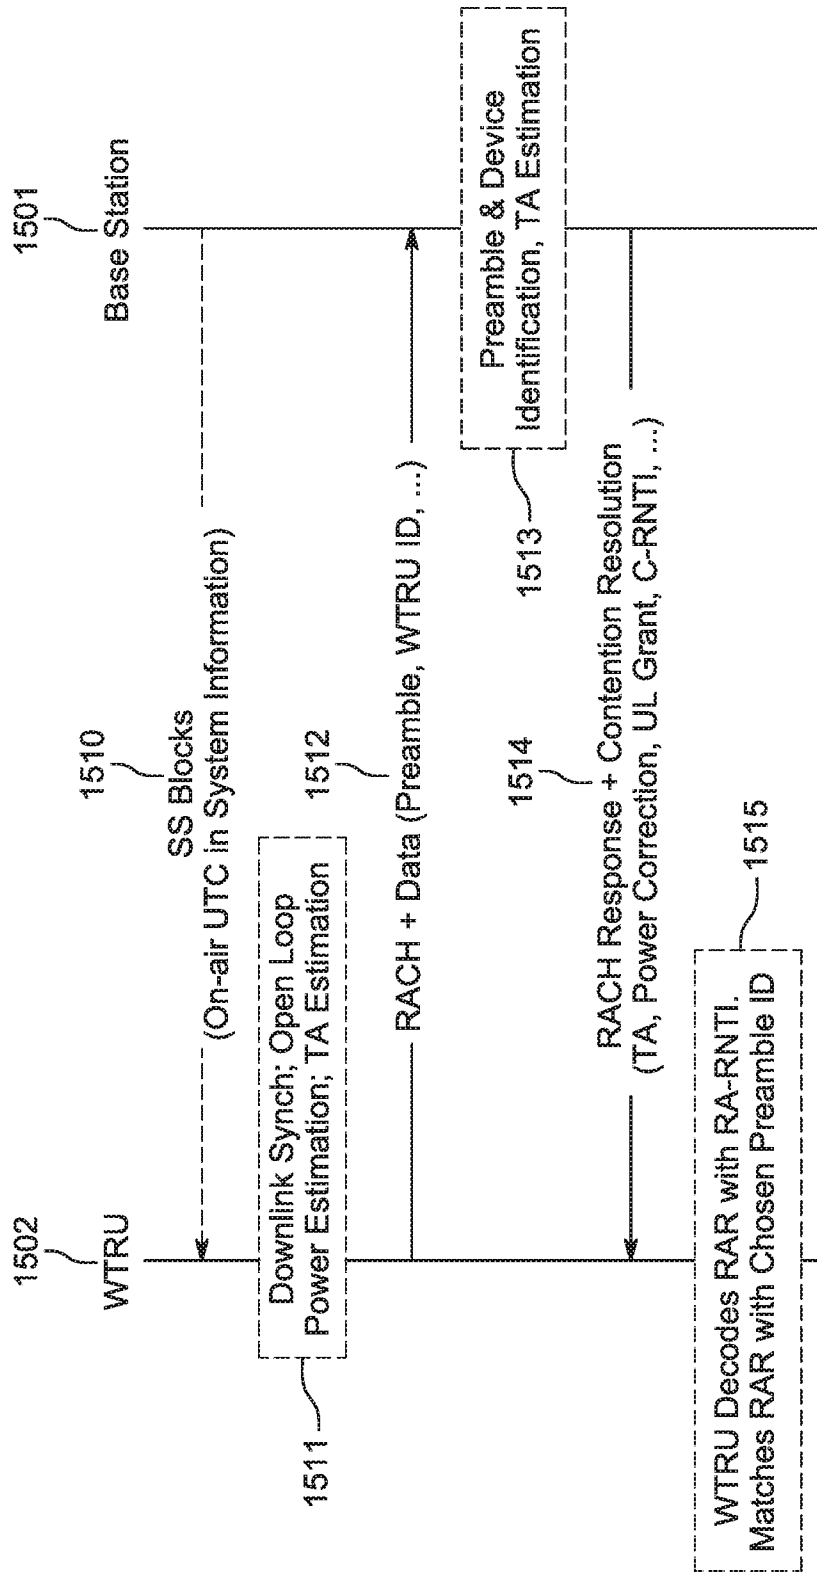 1502
WTRU
1501
Base Station
1510
SS Blocks
(On-air UTC in System Information)
Downlink Synch; Open Loop
Power Estimation; TA Estimation
1511
1512
RACH + Data (Preamble, WTRU ID, ...)
Preamble & Device
Identification, TA Estimation
1513
1514
RACH Response + Contention Resolution
(TA, Power Correction, UL Grant, C-RNTI, ...)
WTRU Decodes RAR with RA-RNTI.
Matches RAR with Chosen Preamble ID
1515